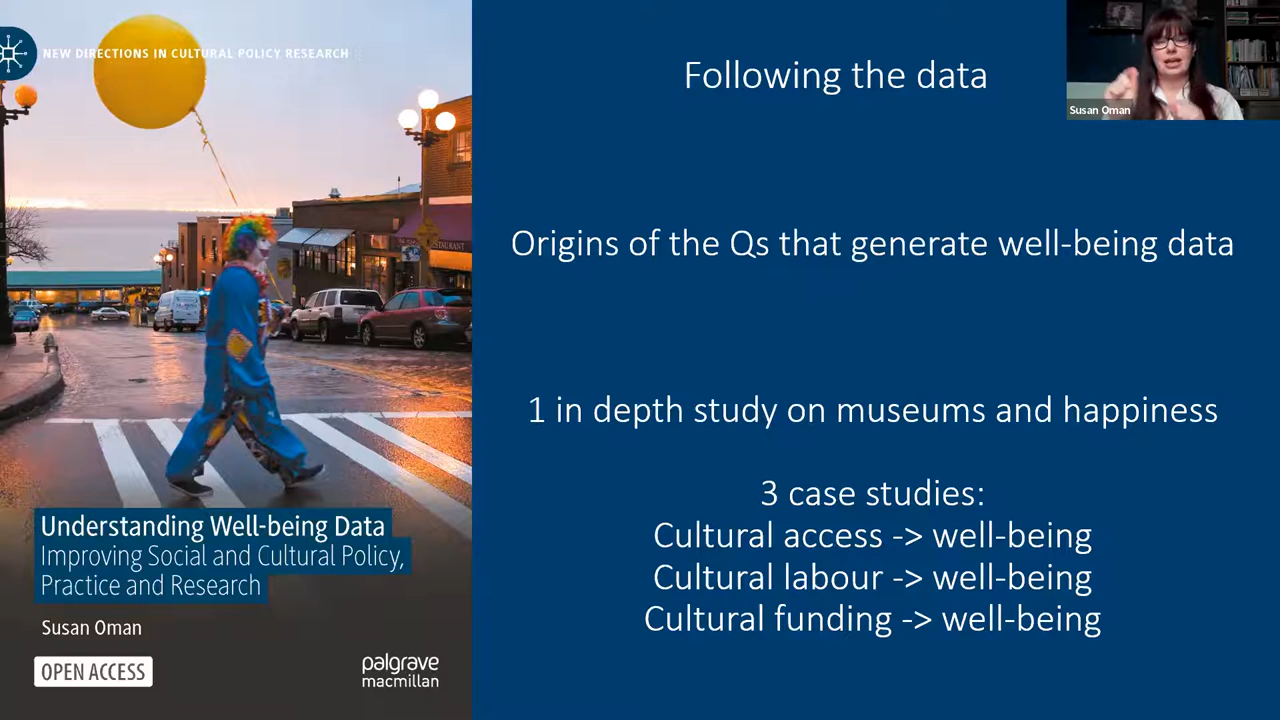 NEW DIRECTIONS IN CULTURAL POLICY RESEARCH
RESTAURANT
Understanding Well-being Data
Improving Social and Cultural Policy,
Practice and Research
Susan Oman
OPEN ACCESS
palgrave
macmillan
Following the data
Origins of the Qs that generate well-being data
1 in depth study on museums and happiness
3 case studies:
Cultural access -> well-being
Cultural labour -> well-being
Cultural funding -> well-being
Susan Oman